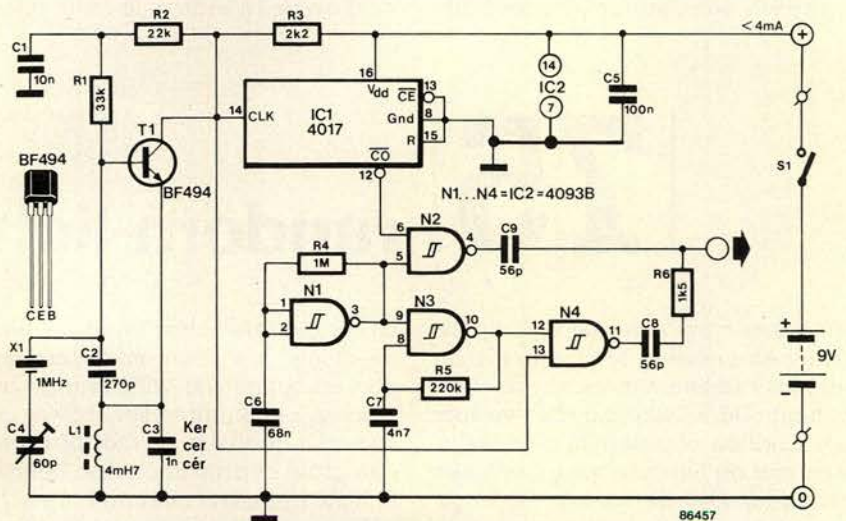 R2
22k
R3
2k2
< 4mA
C1
10n
R1
33k
16
Vdd
CE
13
14
CLK
IC1
4017
Gnd
8
R
15
CO
12
14
IC2
7
C5
100n
T1
BF494
BF494
C E B
N1...N4 = IC2 = 4093B
S1
N2
6
5
4
C9
56p
R4
1M
N1
1
2
3
N3
9
8
10
N4
12
13
11
C8
56p
R6
1k5
R5
220k
X1
1MHz
C2
270p
C4
60p
L1
4mH7
C3
1n
Ker
cer
cér
C6
68n
C7
4n7
+
9V
-
0
86457